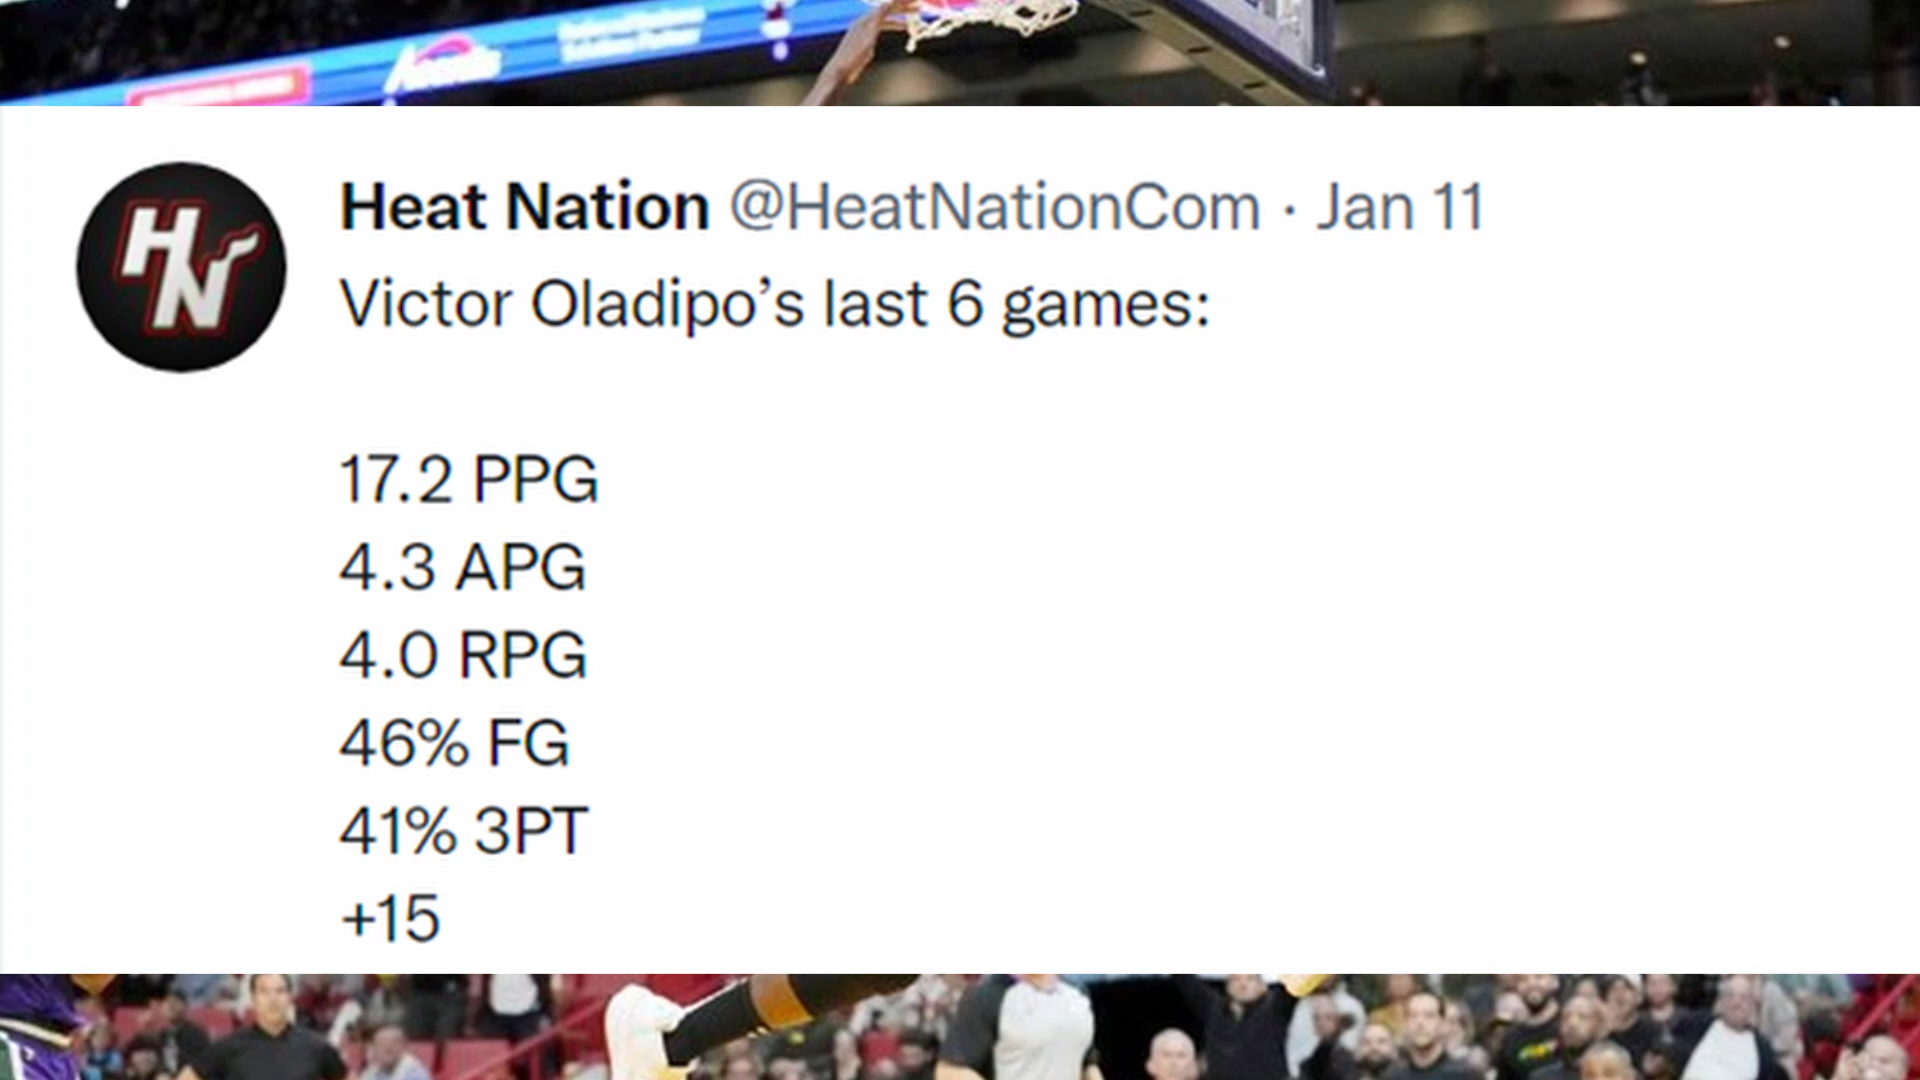 Heat Nation @HeatNationCom · Jan 11
Victor Oladipo’s last 6 games:
17.2 PPG
4.3 APG
4.0 RPG
46% FG
41% 3PT
+15
HN